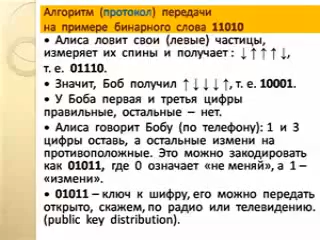 Алгоритм (протокол) передачи
на примере бинарного слова 11010
• Алиса ловит свои (левые) частицы,
измеряет их спины и получает : ↓↑↑↑↓,
т. е. 01110.
• Значит, Боб получил ↑↓↓↓↑, т. е. 10001.
• У Боба первая и третья цифры
правильные, остальные – нет.
• Алиса говорит Бобу (по телефону): 1 и 3
цифры оставь, а остальные измени на
противоположные. Это можно закодировать
как 01011, где 0 означает «не меняй», а 1 –
«измени».
• 01011 – ключ к шифру, его можно передать
открыто, скажем, по радио или телевидению.
(public key distribution).